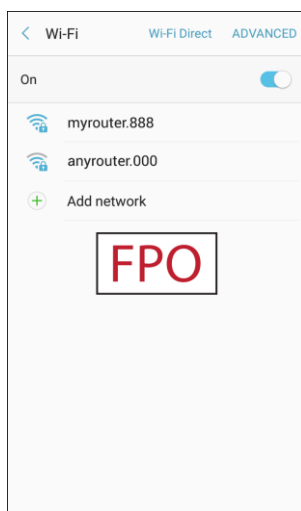 Wi-Fi Wi-Fi Direct ADVANCED
On
myrouter.888
anyrouter.000
Add network
FPO